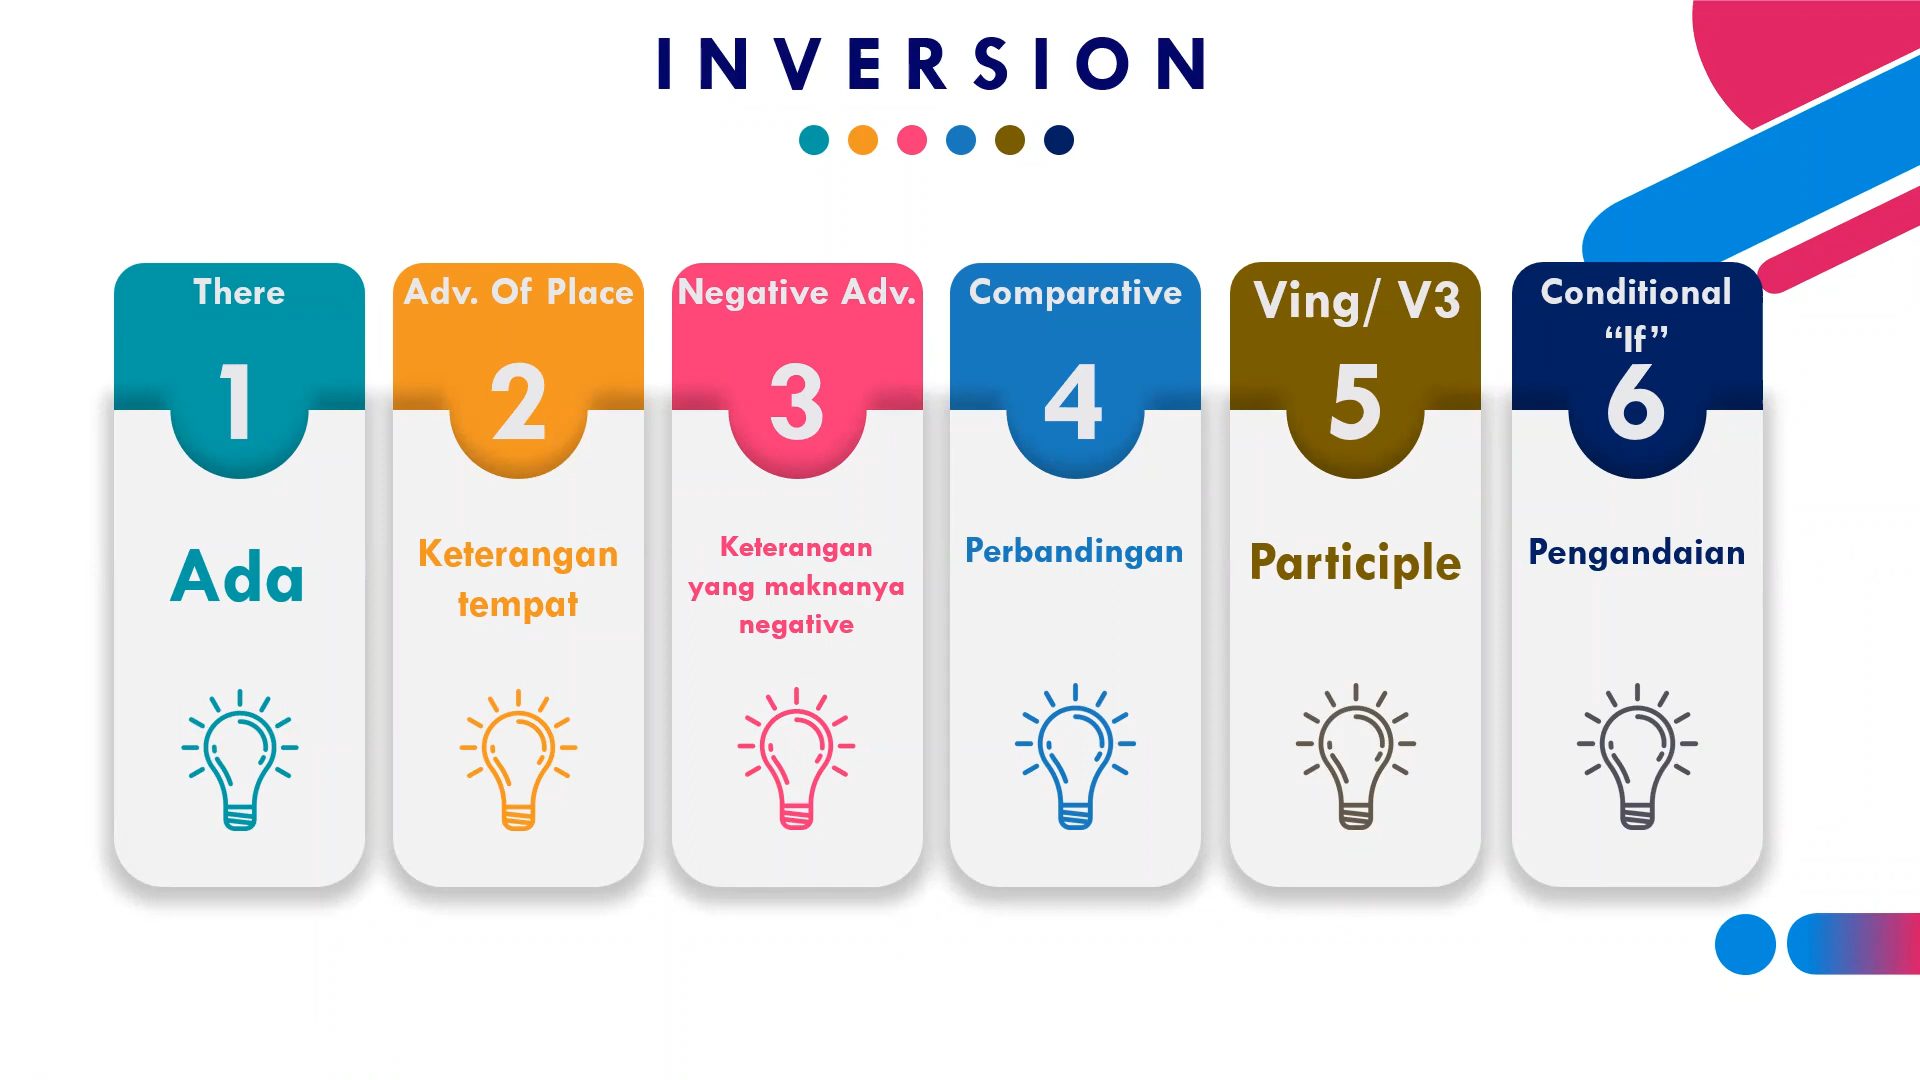 INVERSION
There
1
Ada
Adv. Of Place
2
Keterangan
tempat
Negative Adv.
3
Keterangan
yang maknanya
negative
Comparative
4
Perbandingan
Ving/ V3
5
Participle
Conditional
“If”
6
Pengandaian